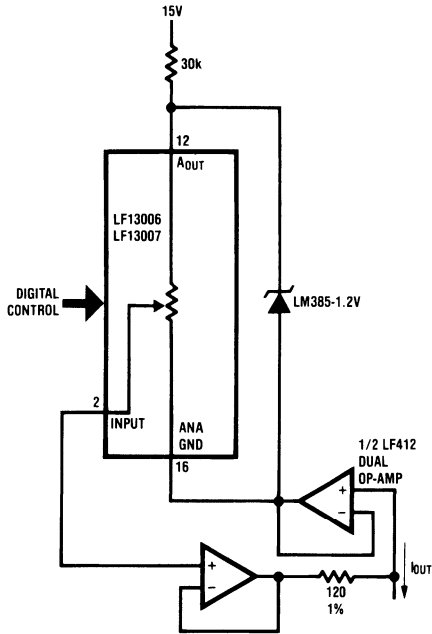 15V
30k
12
AOUT
LF13006
LF13007
DIGITAL
CONTROL
LM385-1.2V
2
INPUT
ANA
GND
16
1/2 LF412
DUAL
OP-AMP
+
−
+
−
IOUT
120
1%